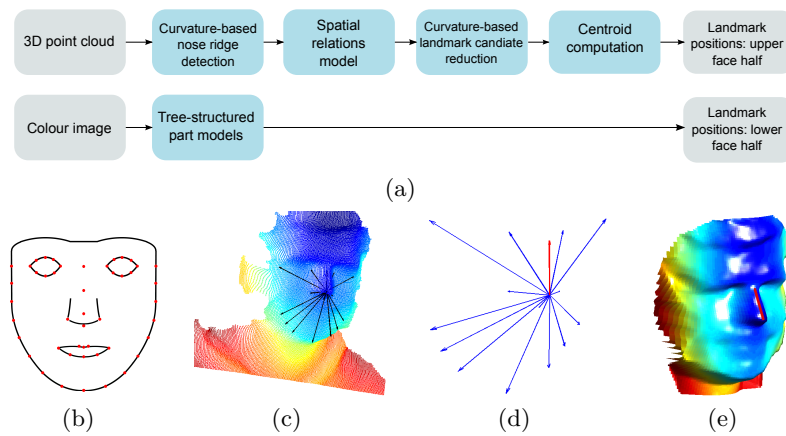 3D point cloud
Curvature-based
nose ridge
detection
Spatial
relations
model
Curvature-based
landmark candiate
reduction
Centroid
computation
Landmark
positions: upper
face half
Colour image
Tree-structured
part models
Landmark
positions: lower
face half
(a)
(b)
(c)
(d)
(e)